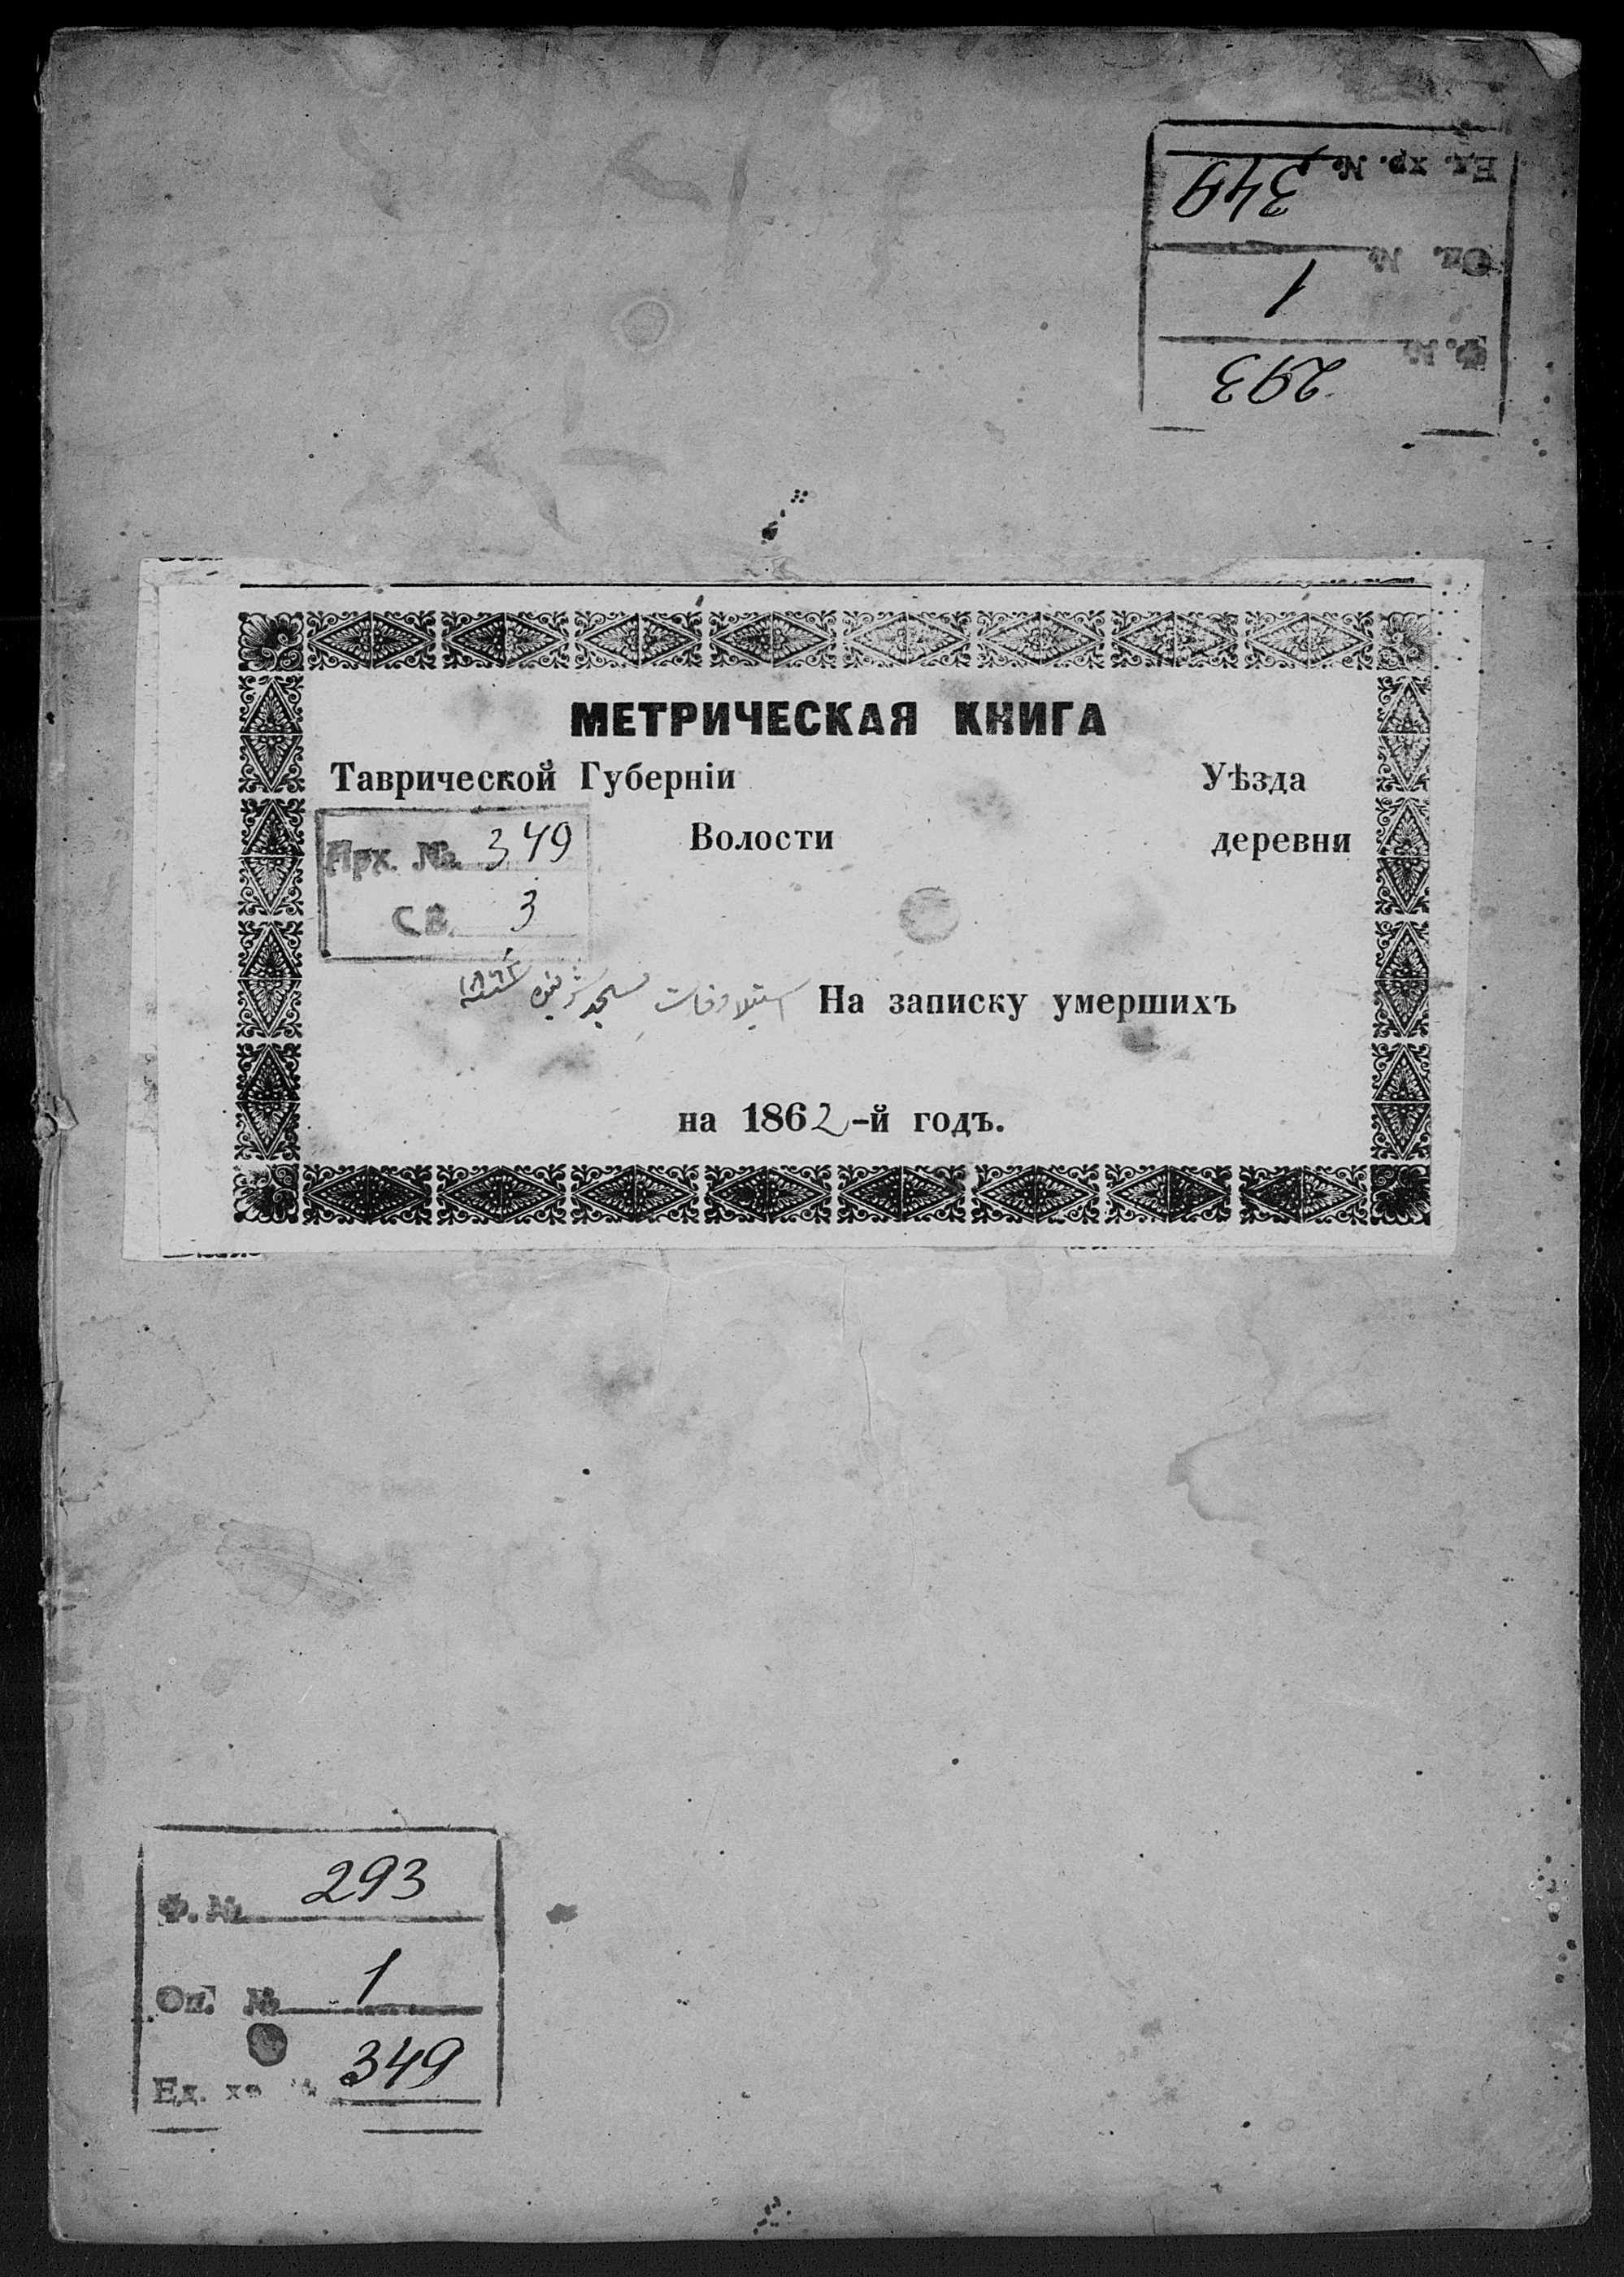 Ед. хр. № 349
Оп. № 1
Ф. № 293
МЕТРИЧЕСКАЯ КНИГА
Таврической Губерніи Уѣзда
Волости деревни
Арх. №. 349
СВ. 3
На записку умершихъ
на 1862-й годъ.
Ф. № 293
Оп. № 1
Ед. хр № 349